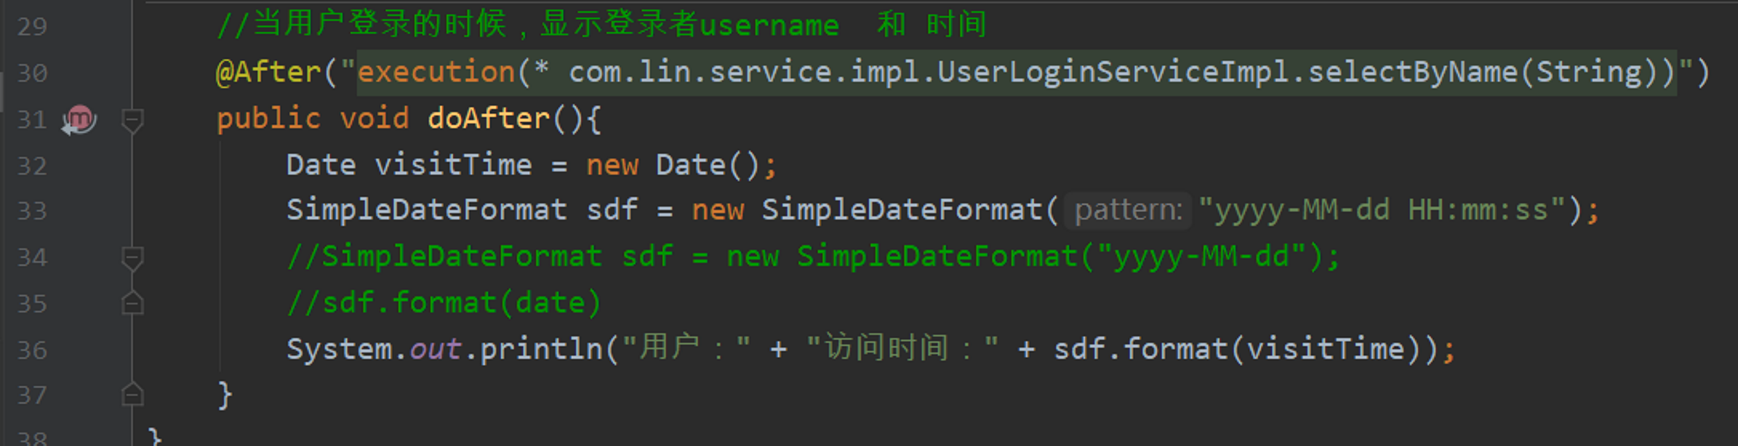 29 //当用户登录的时候，显示登录者username 和 时间
30 @After("execution(* com.lin.service.impl.UserLoginServiceImpl.selectByName(String))")
31 public void doAfter(){
32 Date visitTime = new Date();
33 SimpleDateFormat sdf = new SimpleDateFormat( pattern: "yyyy-MM-dd HH:mm:ss");
34 //SimpleDateFormat sdf = new SimpleDateFormat("yyyy-MM-dd");
35 //sdf.format(date)
36 System.out.println("用户：" + "访问时间：" + sdf.format(visitTime));
37 }
38 }